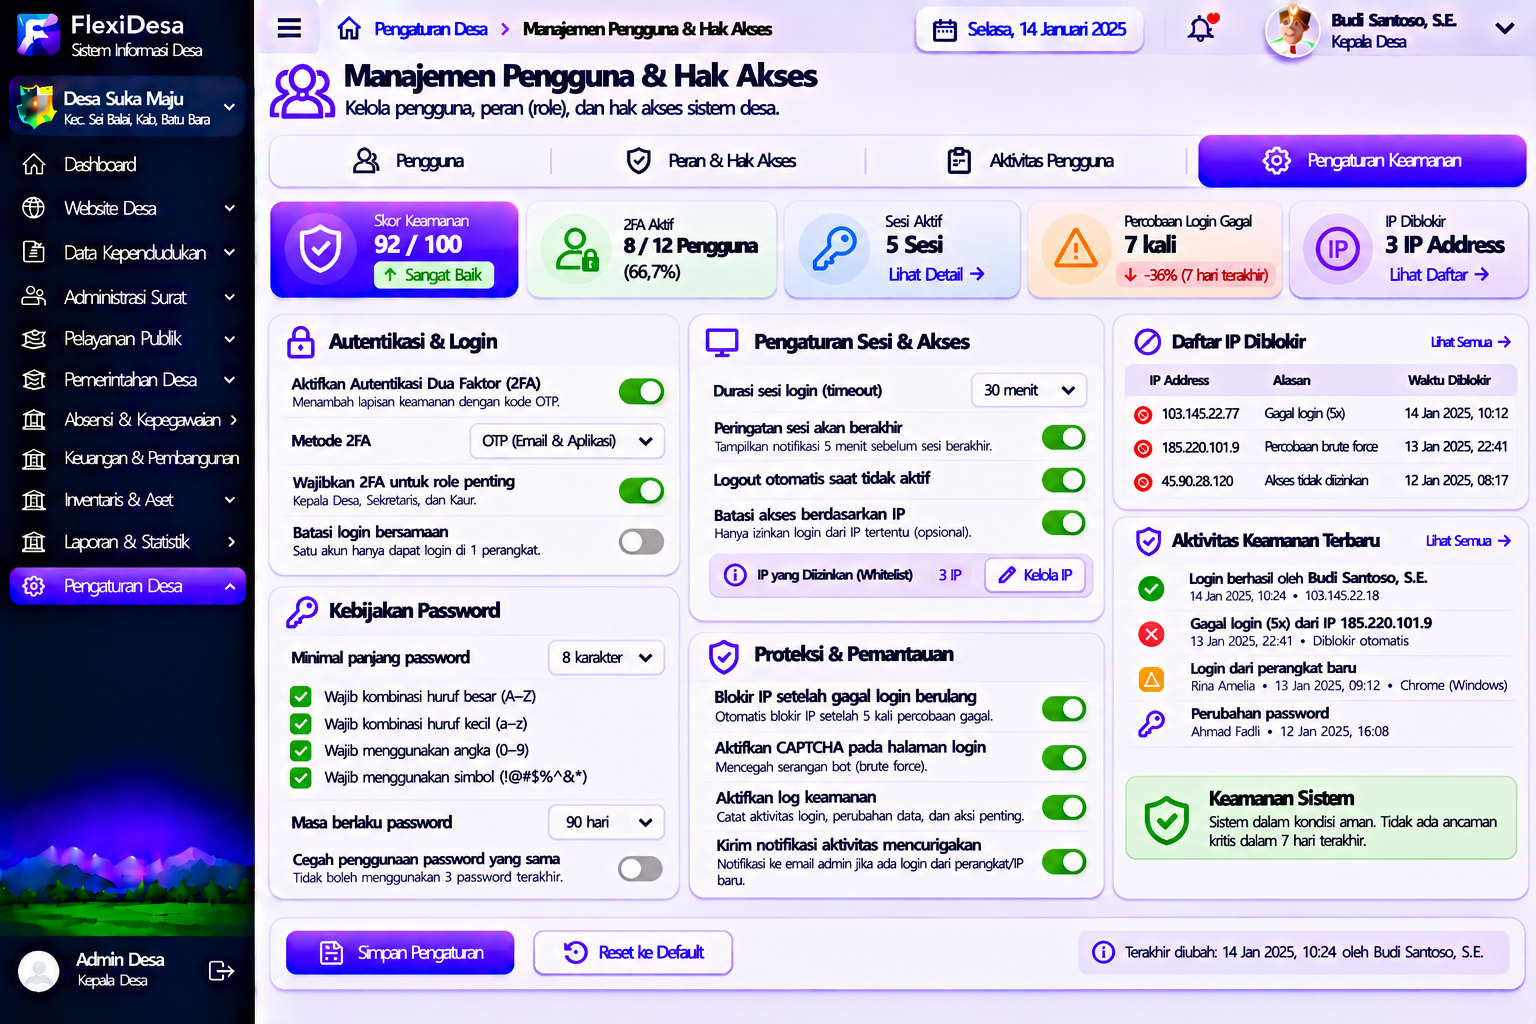 FlexiDesa
Sistem Informasi Desa
Desa Suka Maju
Kec. Sei Balai, Kab, Batu Bara
Dashboard
Website Desa
Data Kependudukan
Administrasi Surat
Pelayanan Publik
Pemerintahan Desa
Absensi & Kepegawaian
Keuangan & Pembangunan
Inventaris & Aset
Laporan & Statistik
Pengaturan Desa
Admin Desa
Kepala Desa
Pengaturan Desa > Manajemen Pengguna & Hak Akses
Selasa, 14 Januari 2025
Budi Santoso, S.E.
Kepala Desa
Manajemen Pengguna & Hak Akses
Kelola pengguna, peran (role), dan hak akses sistem desa.
Pengguna
Peran & Hak Akses
Aktivitas Pengguna
Pengaturan Keamanan
Skor Keamanan
92 / 100
↑ Sangat Baik
2FA Aktif
8 / 12 Pengguna
(66,7%)
Sesi Aktif
5 Sesi
Lihat Detail →
Percobaan Login Gagal
7 kali
↓ -36% (7 hari terakhir)
IP
IP Diblokir
3 IP Address
Lihat Daftar →
Autentikasi & Login
Aktifkan Autentikasi Dua Faktor (2FA)
Menambah lapisan keamanan dengan kode OTP.
Metode 2FA
OTP (Email & Aplikasi)
Wajibkan 2FA untuk role penting
Kepala Desa, Sekretaris, dan Kaur.
Batasi login bersamaan
Satu akun hanya dapat login di 1 perangkat.
Kebijakan Password
Minimal panjang password
8 karakter
Wajib kombinasi huruf besar (A–Z)
Wajib kombinasi huruf kecil (a–z)
Wajib menggunakan angka (0–9)
Wajib menggunakan simbol (!@#$%^&*)
Masa berlaku password
90 hari
Cegah penggunaan password yang sama
Tidak boleh menggunakan 3 password terakhir.
Pengaturan Sesi & Akses
Durasi sesi login (timeout)
30 menit
Peringatan sesi akan berakhir
Tampilkan notifikasi 5 menit sebelum sesi berakhir.
Logout otomatis saat tidak aktif
Batasi akses berdasarkan IP
Hanya izinkan login dari IP tertentu (opsional).
IP yang Diizinkan (Whitelist)
3 IP
Kelola IP
Proteksi & Pemantauan
Blokir IP setelah gagal login berulang
Otomatis blokir IP setelah 5 kali percobaan gagal.
Aktifkan CAPTCHA pada halaman login
Mencegah serangan bot (brute force).
Aktifkan log keamanan
Catat aktivitas login, perubahan data, dan aksi penting.
Kirim notifikasi aktivitas mencurigakan
Notifikasi ke email admin jika ada login dari perangkat/IP
baru.
Daftar IP Diblokir
Lihat Semua →
IP Address Alasan Waktu Diblokir
103.145.22.77 Gagal login (5x) 14 Jan 2025, 10:12
185.220.101.9 Percobaan brute force 13 Jan 2025, 22:41
45.90.28.120 Akses tidak diizinkan 12 Jan 2025, 08:17
Aktivitas Keamanan Terbaru
Lihat Semua →
Login berhasil oleh Budi Santoso, S.E.
14 Jan 2025, 10:24 • 103.145.22.18
Gagal login (5x) dari IP 185.220.101.9
13 Jan 2025, 22:41 • Diblokir otomatis
Login dari perangkat baru
Rina Amelia • 13 Jan 2025, 09:12 • Chrome (Windows)
Perubahan password
Ahmad Fadli • 12 Jan 2025, 16:08
Keamanan Sistem
Sistem dalam kondisi aman. Tidak ada ancaman
kritis dalam 7 hari terakhir.
Simpan Pengaturan
Reset ke Default
Terakhir diubah: 14 Jan 2025, 10:24 oleh Budi Santoso, S.E.